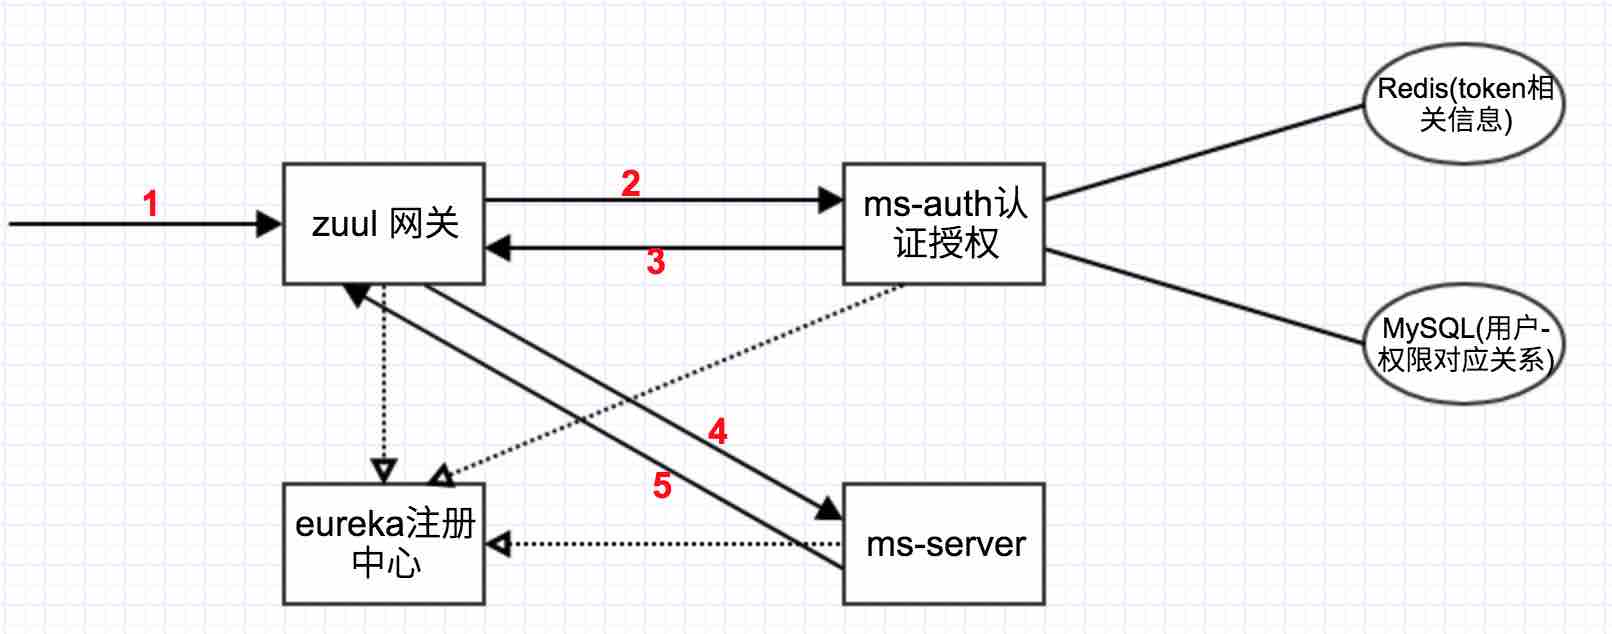 Redis(token相
关信息)
1
2
zuul 网关
ms-auth认
证授权
3
MySQL(用户-
权限对应关系)
4
5
eureka注册
中心
ms-server